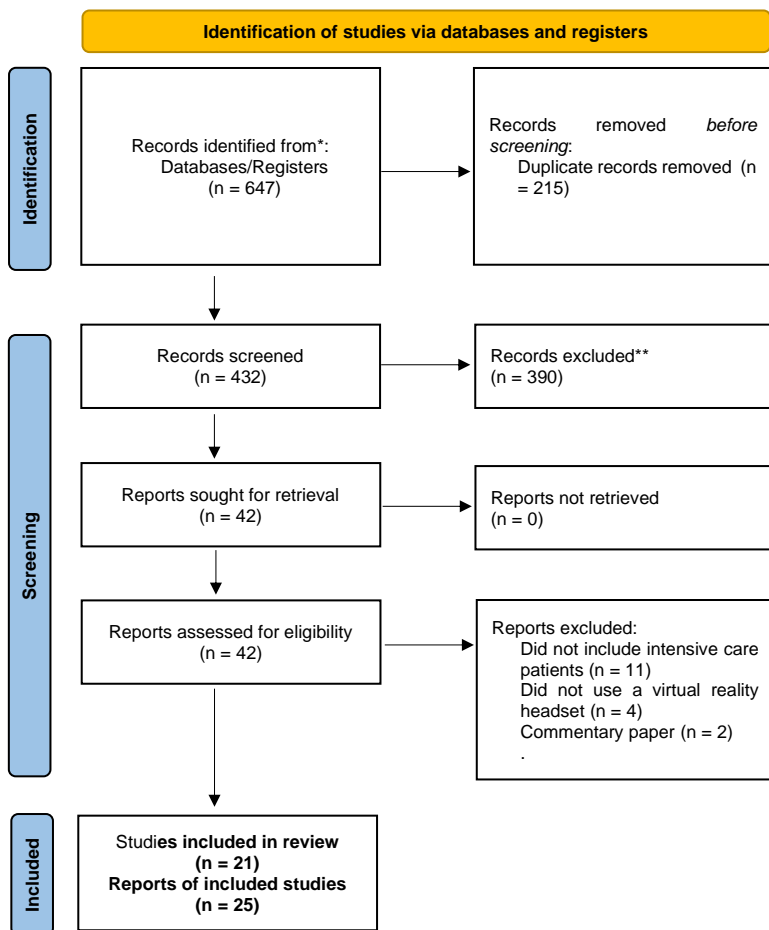 Identification of studies via databases and registers
Identification
Records identified from*:
Databases/Registers
(n = 647)
Records removed before
screening:
Duplicate records removed (n
= 215)
Screening
Records screened
(n = 432)
Records excluded**
(n = 390)
Reports sought for retrieval
(n = 42)
Reports not retrieved
(n = 0)
Reports assessed for eligibility
(n = 42)
Reports excluded:
Did not include intensive care
patients (n = 11)
Did not use a virtual reality
headset (n = 4)
Commentary paper (n = 2)
.
Included
Studies included in review
(n = 21)
Reports of included studies
(n = 25)